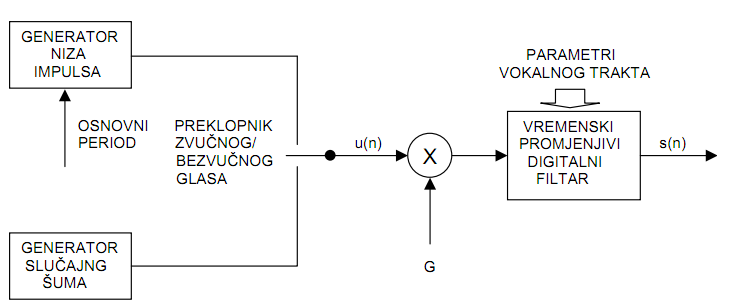 GENERATOR
NIZA
IMPULSA
OSNOVNI
PERIOD
PREKLOPNIK
ZVUČNOG/
BEZVUČNOG
GLASA
u(n)
X
G
PARAMETRI
VOKALNOG TRAKTA
VREMENSKI
PROMJENJIVI
DIGITALNI
FILTAR
s(n)
GENERATOR
SLUČAJNG
ŠUMA